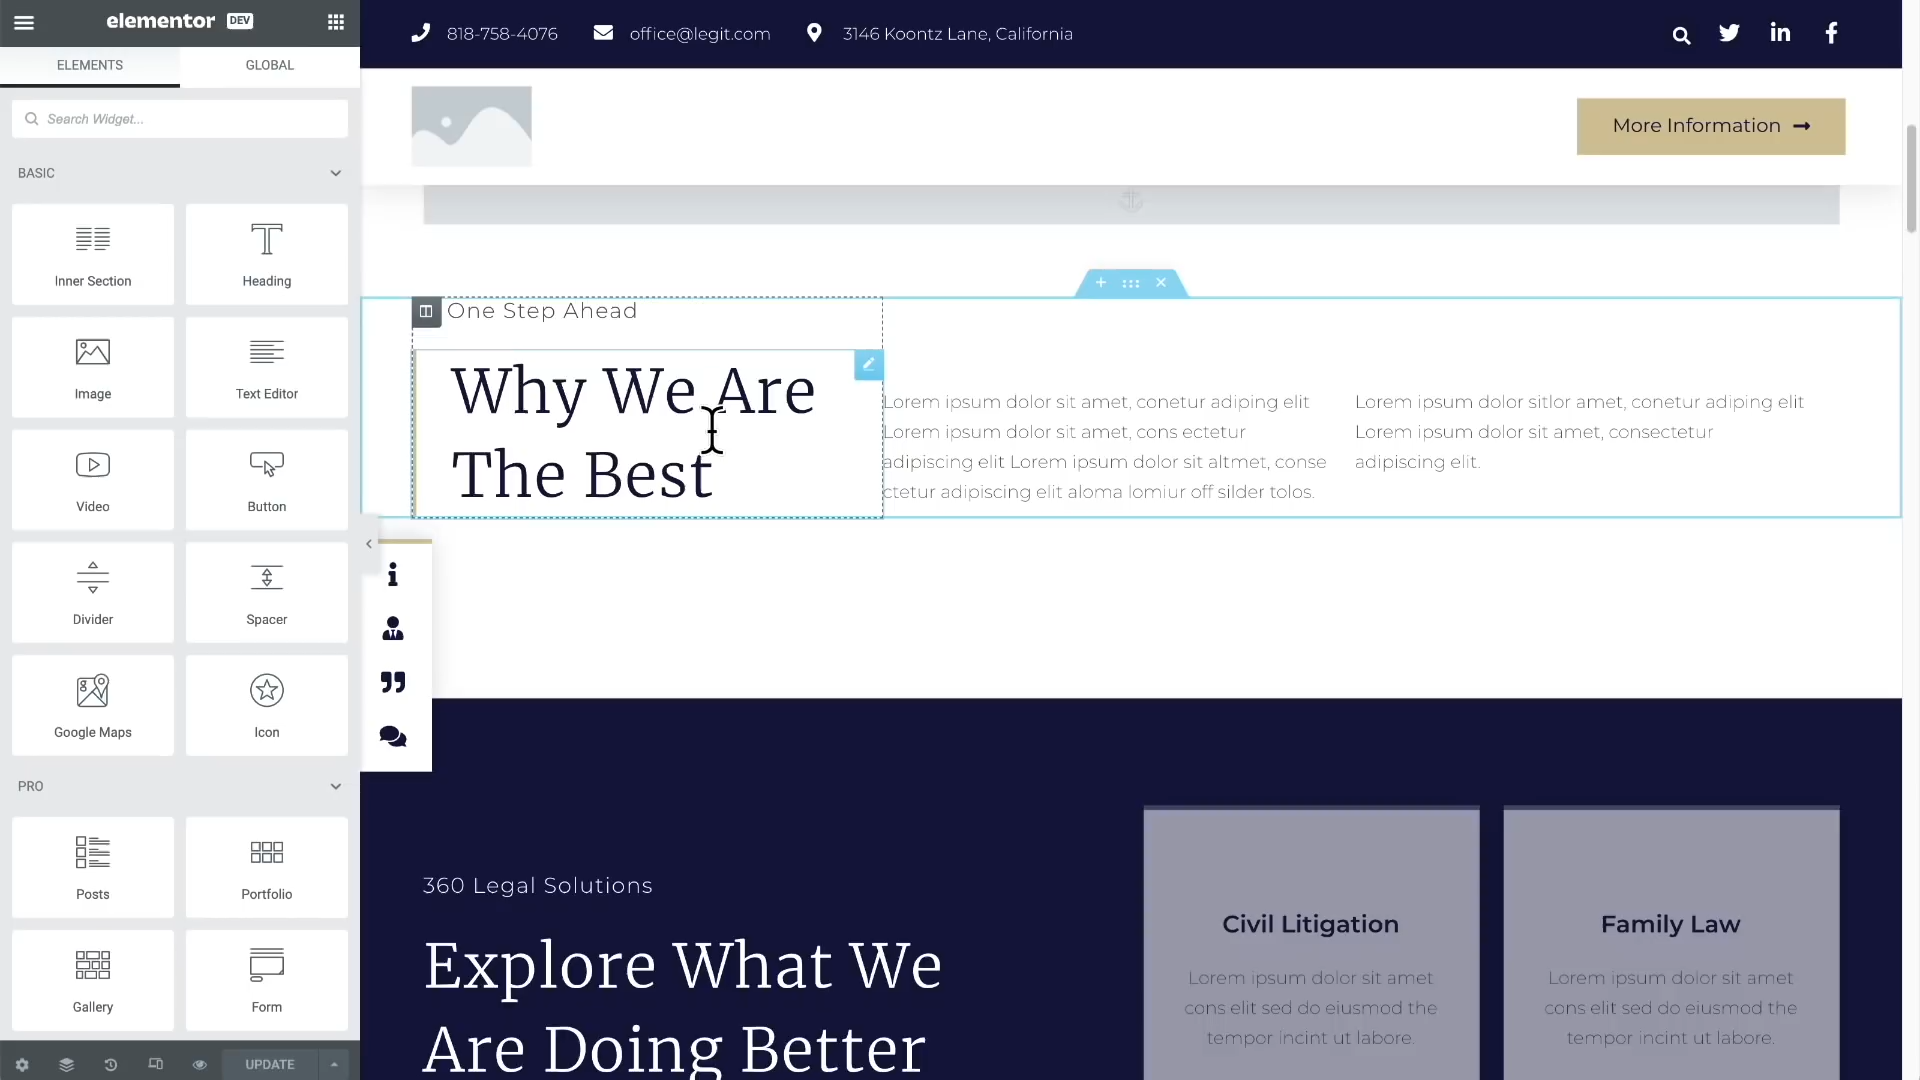 elementor DEV
ELEMENTS
GLOBAL
Search Widget...
BASIC
Inner Section
Heading
Image
Text Editor
Video
Button
Divider
Spacer
Google Maps
Icon
PRO
Posts
Portfolio
Gallery
Form
UPDATE
818-758-4076
office@legit.com
3146 Koontz Lane, California
More Information
One Step Ahead
Why We Are
The Best
Lorem ipsum dolor sit amet, conetur adiping elit
Lorem ipsum dolor sit amet, cons ectetur
adipiscing elit Lorem ipsum dolor sit altmet, conse
ctetur adipiscing elit aloma lomiur off silder tolos.
Lorem ipsum dolor sitlor amet, conetur adiping elit
Lorem ipsum dolor sit amet, consectetur
adipiscing elit.
360 Legal Solutions
Explore What We
Are Doing Better
Civil Litigation
Lorem ipsum dolor sit amet
cons elit sed do eiusmod the
tempor incint ut labore.
Family Law
Lorem ipsum dolor sit amet
cons elit sed do eiusmod the
tempor incint ut labore.